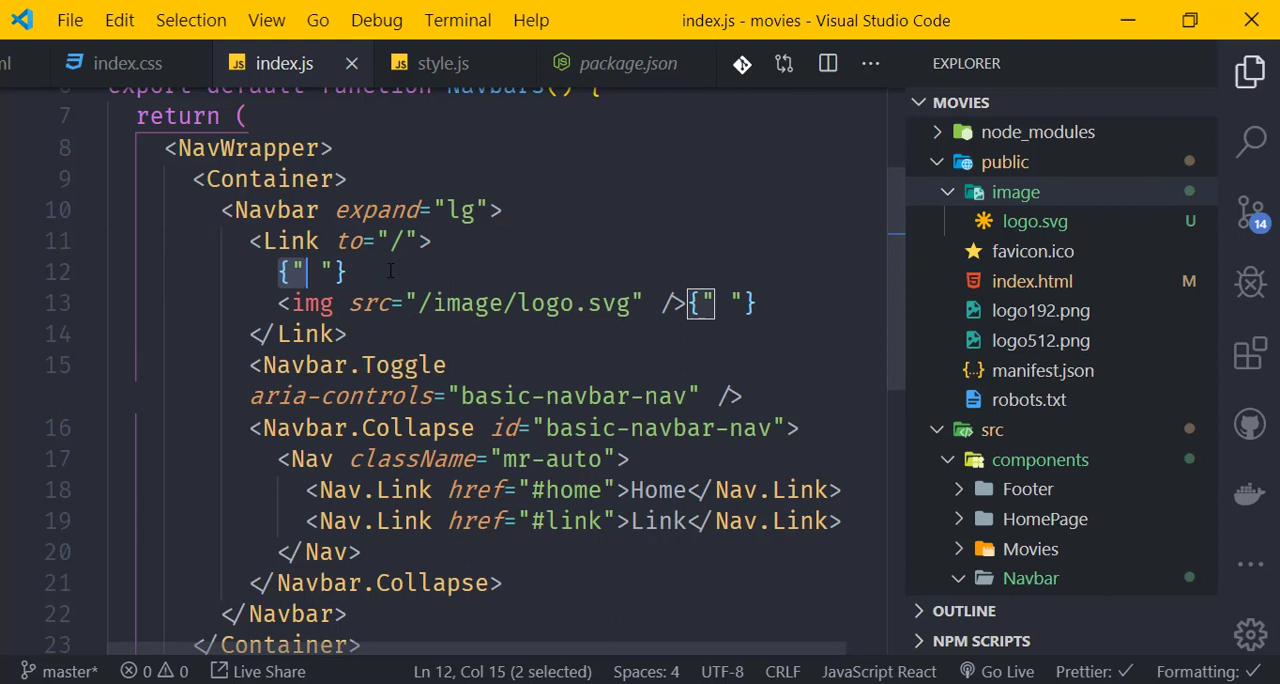 File Edit Selection View Go Debug Terminal Help index.js - movies - Visual Studio Code
ml index.css JS index.js JS style.js package.json EXPLORER
MOVIES
export default function Navbars() {
7 return (
8 <NavWrapper>
9 <Container>
10 <Navbar expand="lg">
11 <Link to="/">
12 {" "}
13 <img src="/image/logo.svg" />{" "}
14 </Link>
15 <Navbar.Toggle
aria-controls="basic-navbar-nav" />
16 <Navbar.Collapse id="basic-navbar-nav">
17 <Nav className="mr-auto">
18 <Nav.Link href="#home">Home</Nav.Link>
19 <Nav.Link href="#link">Link</Nav.Link>
20 </Nav>
21 </Navbar.Collapse>
22 </Navbar>
23 </Container>
node_modules
public
image
logo.svg U
favicon.ico
index.html M
logo192.png
logo512.png
{..} manifest.json
robots.txt
src
components
Footer
HomePage
Movies
Navbar
OUTLINE
NPM SCRIPTS
14
master* 0 0 Live Share Ln 12, Col 15 (2 selected) Spaces: 4 UTF-8 CRLF JavaScript React Go Live Prettier: ✓ Formatting: ✓